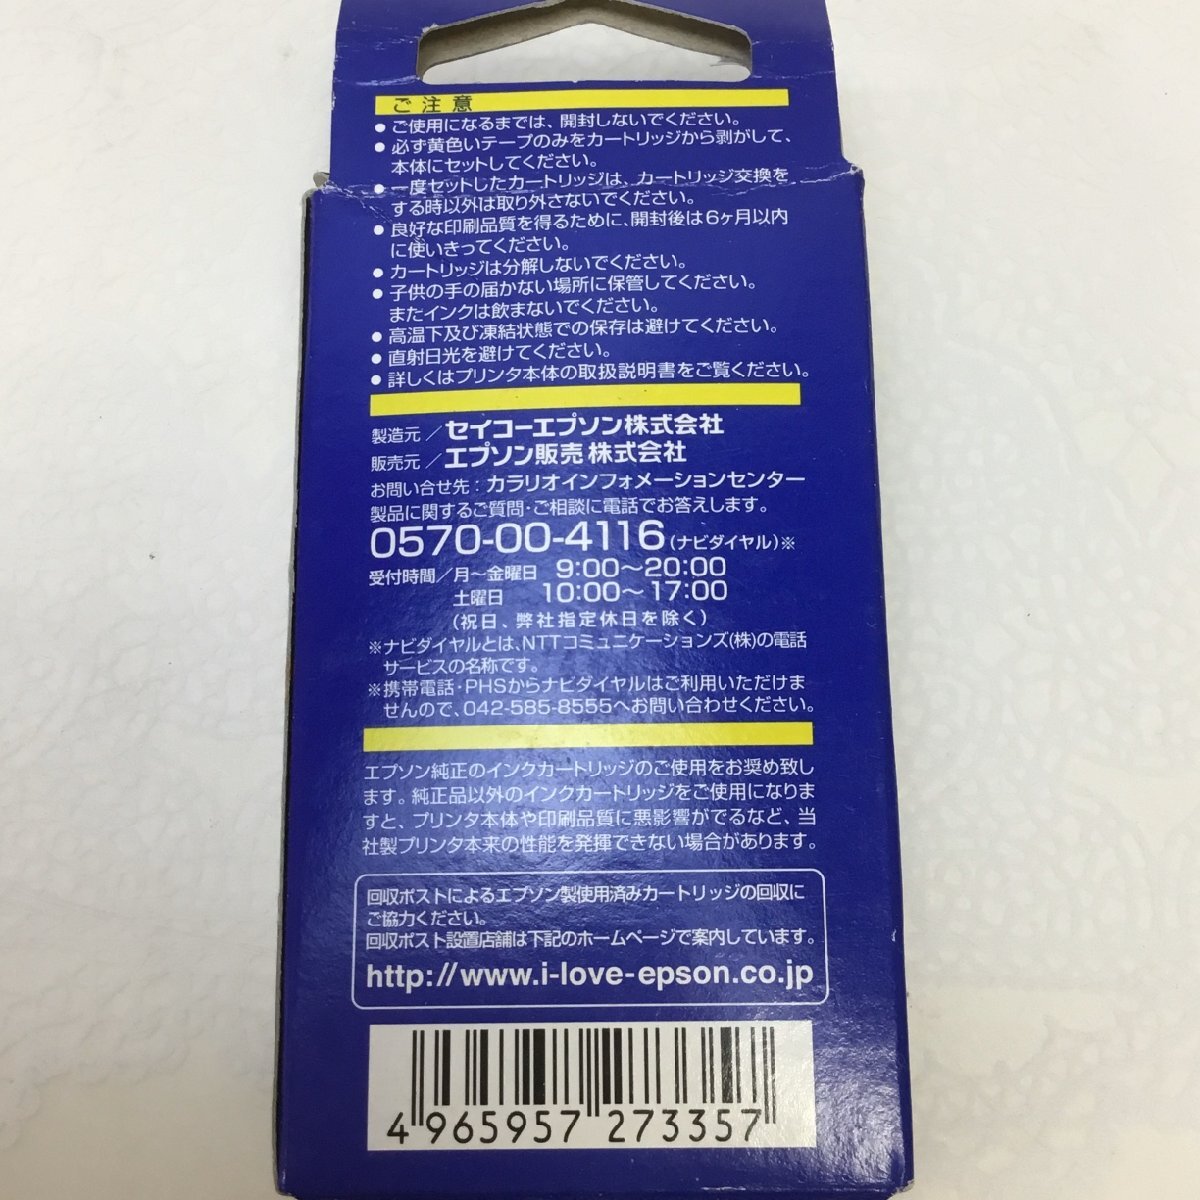 ご注意
●ご使用になるまでは、開封しないでください。
●必ず黄色いテープのみをカートリッジから剥がして、
本体にセットしてください。
●一度セットしたカートリッジは、カートリッジ交換を
する時以外は取り外さないでください。
●良好な印刷品質を得るために、開封後は6ヶ月以内
に使いきってください。
●カートリッジは分解しないでください。
●子供の手の届かない場所に保管してください。
またインクは飲まないでください。
●高温下及び凍結状態での保存は避けてください。
●直射日光を避けてください。
●詳しくはプリンタ本体の取扱説明書をご覧ください。
製造元／セイコーエプソン株式会社
販売元／エプソン販売 株式会社
お問い合せ先：カラリオインフォメーションセンター
製品に関するご質問・ご相談に電話でお答えします。
0570-00-4116(ナビダイヤル)※
受付時間／月〜金曜日 9:00〜20:00
土曜日 10:00〜17:00
(祝日、弊社指定休日を除く)
※ナビダイヤルとは、NTTコミュニケーションズ(株)の電話
サービスの名称です。
※携帯電話・PHSからナビダイヤルはご利用いただけま
せんので、042-585-8555へお問い合わせください。
エプソン純正のインクカートリッジのご使用をお奨め致し
ます。純正品以外のインクカートリッジをご使用になりま
すと、プリンタ本体や印刷品質に悪影響がでるなど、当
社製プリンタ本来の性能を発揮できない場合があります。
回収ポストによるエプソン製使用済みカートリッジの回収に
ご協力ください。
回収ポスト設置店舗は下記のホームページで案内しています。
http://www.i-love-epson.co.jp
4 965957 273357